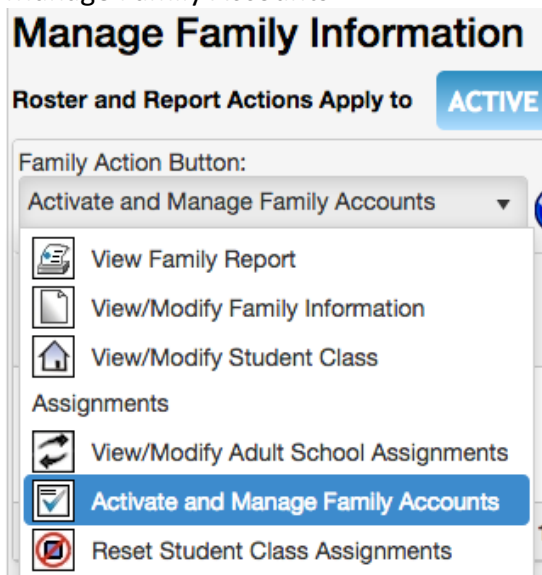 Manage Family Information
Roster and Report Actions Apply to ACTIVE
Family Action Button:
Activate and Manage Family Accounts
View Family Report
View/Modify Family Information
View/Modify Student Class
Assignments
View/Modify Adult School Assignments
Activate and Manage Family Accounts
Reset Student Class Assignments